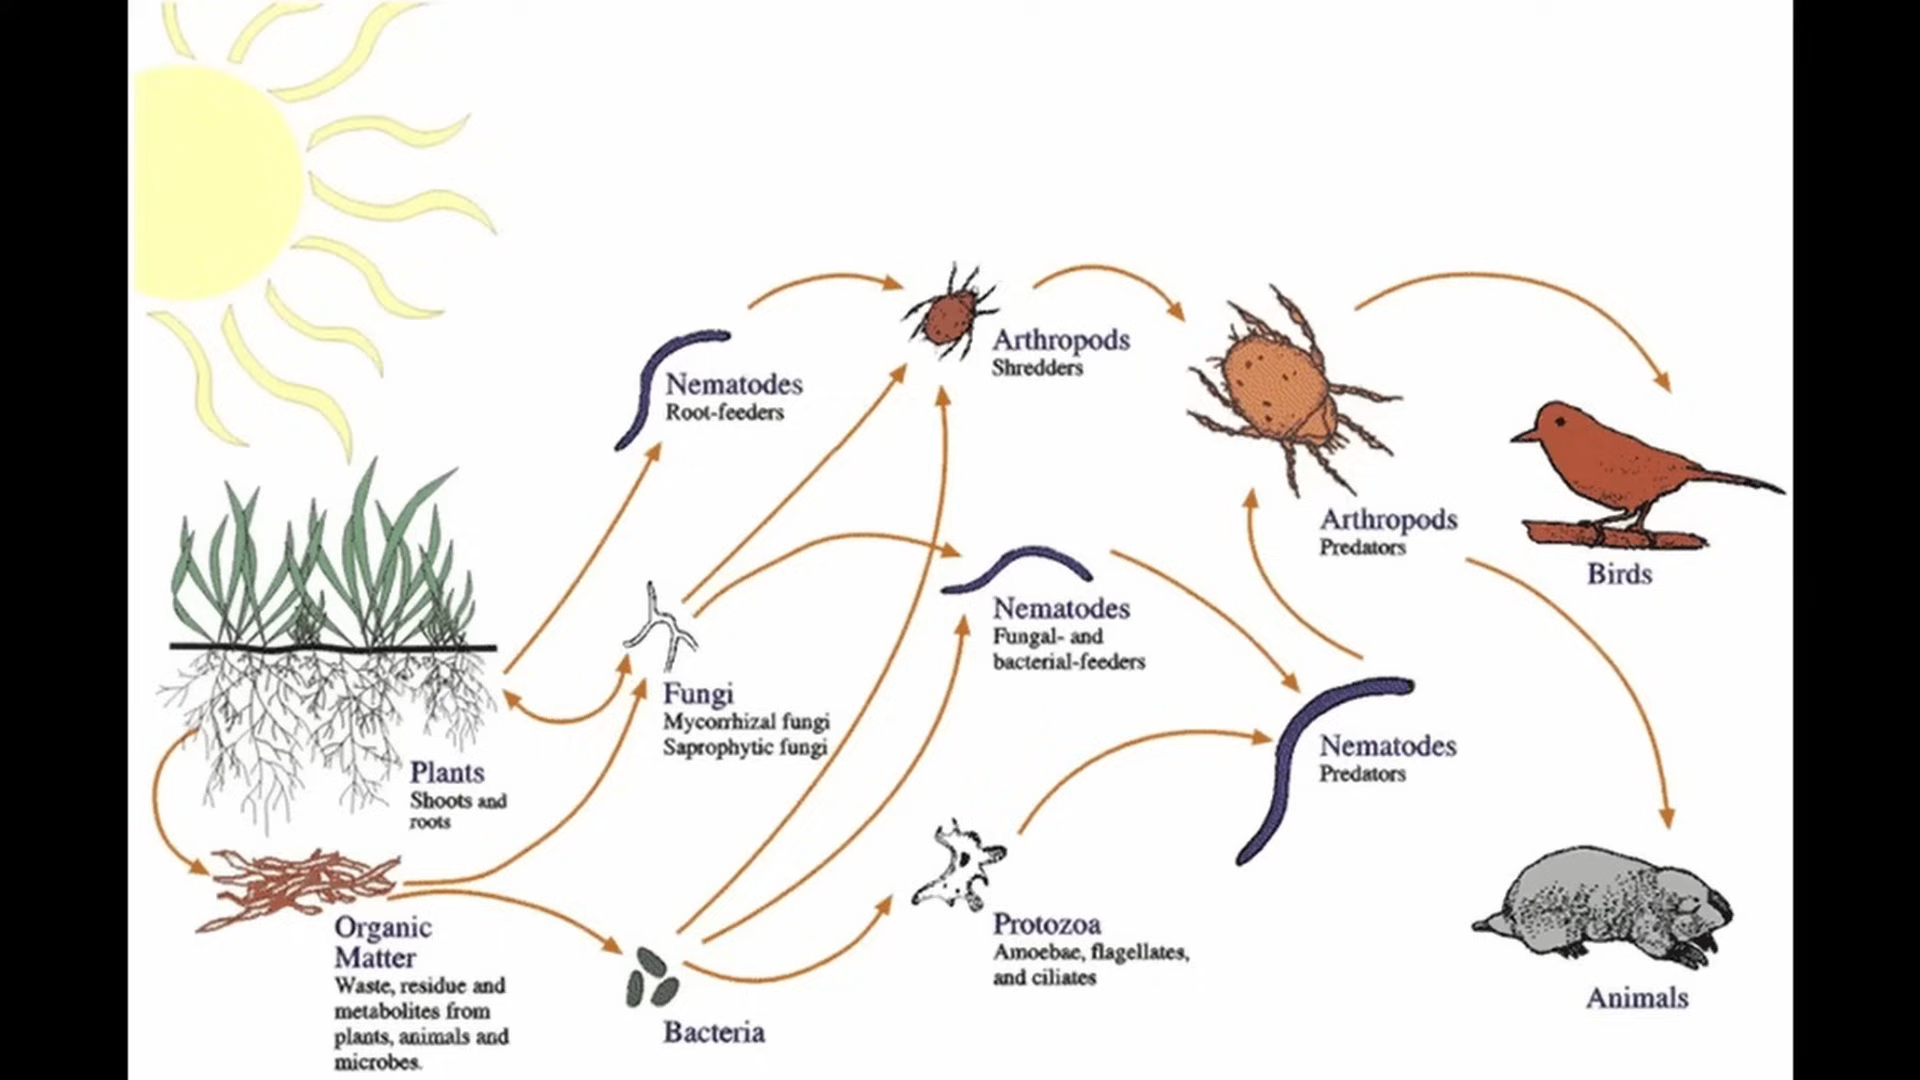 Arthropods
Shredders
Nematodes
Root-feeders
Arthropods
Predators
Birds
Nematodes
Fungal- and
bacterial-feeders
Fungi
Mycorrhizal fungi
Saprophytic fungi
Nematodes
Predators
Plants
Shoots and
roots
Organic
Matter
Waste, residue and
metabolites from
plants, animals and
microbes.
Bacteria
Protozoa
Amoebae, flagellates,
and ciliates
Animals